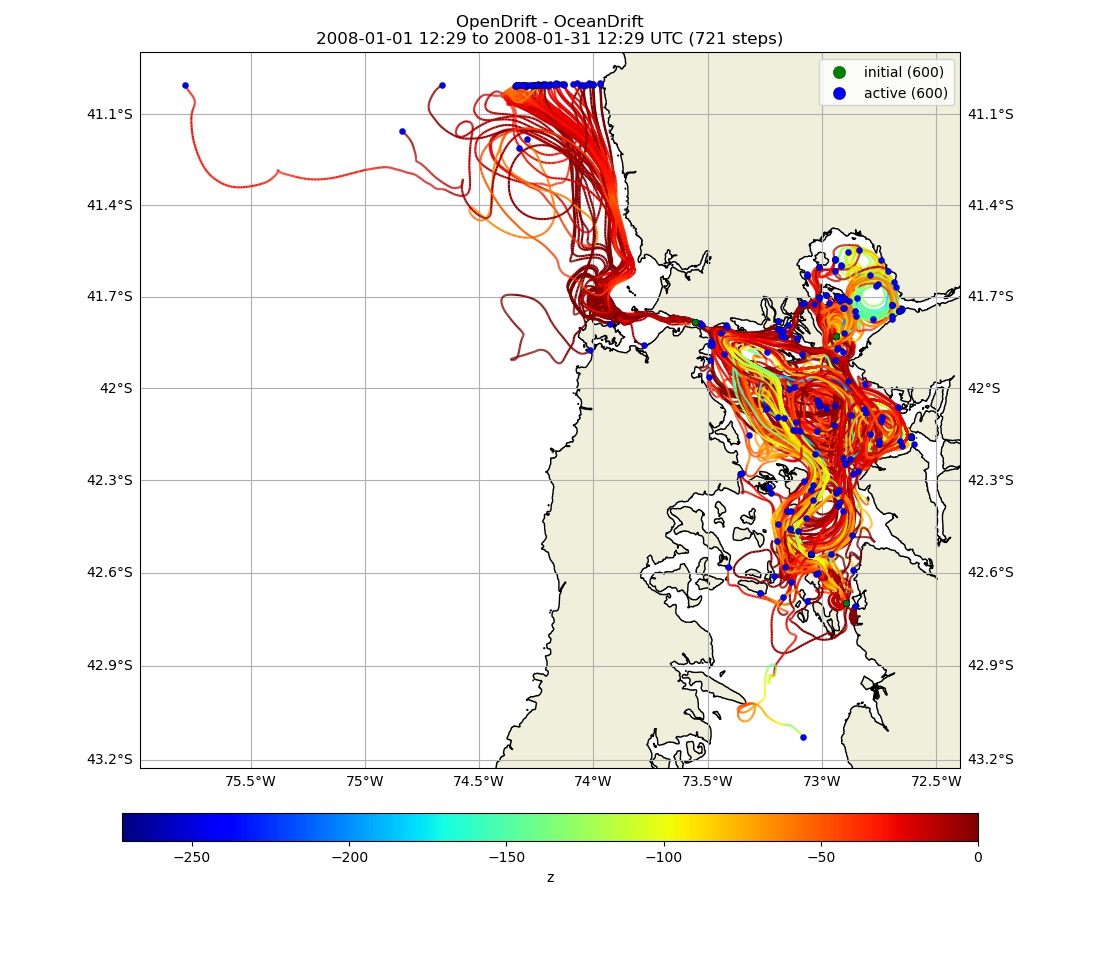 OpenDrift - OceanDrift
2008-01-01 12:29 to 2008-01-31 12:29 UTC (721 steps)
initial (600)
active (600)
41.1°S
41.1°S
41.4°S
41.4°S
41.7°S
41.7°S
42°S
42°S
42.3°S
42.3°S
42.6°S
42.6°S
42.9°S
42.9°S
43.2°S
43.2°S
75.5°W
75°W
74.5°W
74°W
73.5°W
73°W
72.5°W
−250
−200
−150
−100
−50
0
z